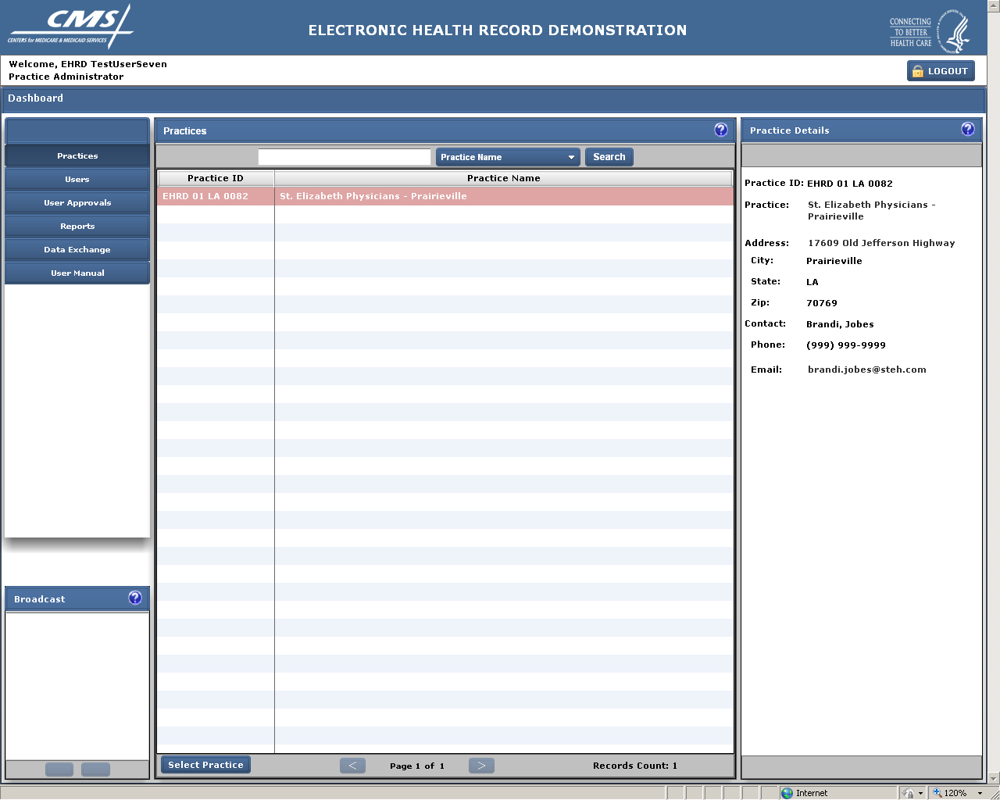 CMS
CENTERS for MEDICARE & MEDICAID SERVICES
ELECTRONIC HEALTH RECORD DEMONSTRATION
CONNECTING
TO BETTER
HEALTH CARE
Welcome, EHRD TestUserSeven
Practice Administrator
LOGOUT
Dashboard
Practices
Users
User Approvals
Reports
Data Exchange
User Manual
Broadcast
?
Practices
?
Practice Name
Search
Practice ID
Practice Name
EHRD 01 LA 0082
St. Elizabeth Physicians - Prairieville
Select Practice
<
Page 1 of 1
>
Records Count: 1
Practice Details
?
Practice ID: EHRD 01 LA 0082
Practice: St. Elizabeth Physicians -
Prairieville
Address: 17609 Old Jefferson Highway
City: Prairieville
State: LA
Zip: 70769
Contact: Brandi, Jobes
Phone: (999) 999-9999
Email: brandi.jobes@steh.com
Internet
120%